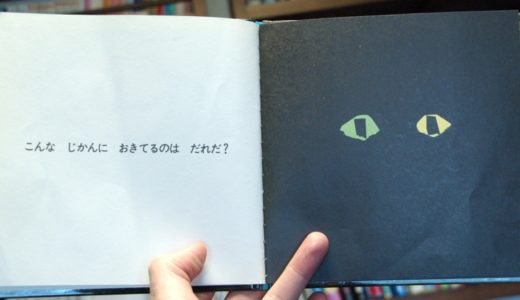 こんな　じかんに　おきてるのは　だれだ？